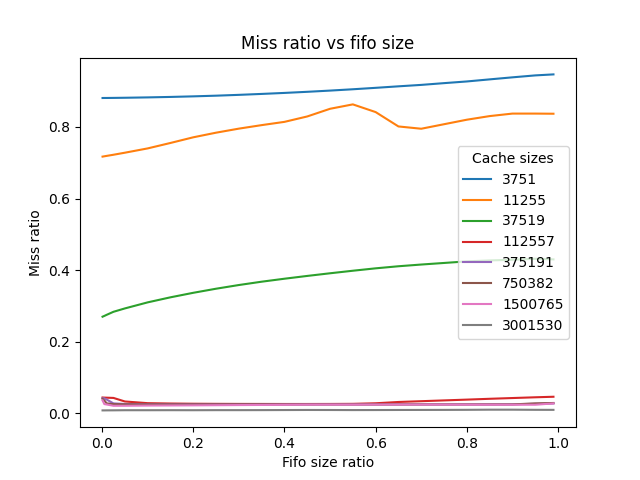 Miss ratio vs fifo size
0.8
0.6
0.4
0.2
0.0
Miss ratio
Cache sizes
3751
11255
37519
112557
375191
750382
1500765
3001530
0.0 0.2 0.4 0.6 0.8 1.0
Fifo size ratio